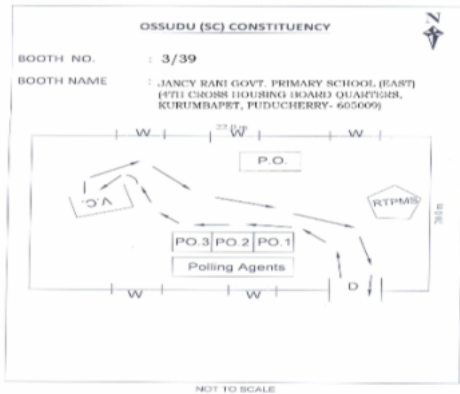 OSSUDU (SC) CONSTITUENCY
N
BOOTH NO. : 3/39
BOOTH NAME : JANCY RANI GOVT. PRIMARY SCHOOL (EAST)
(4TH CROSS HOUSING BOARD QUARTERS,
KURUMBAPET, PUDUCHERRY- 605009)
W W W
P.O.
V.C.
RTPMS
PO.3 PO.2 PO.1
Polling Agents
D
W W
NOT TO SCALE